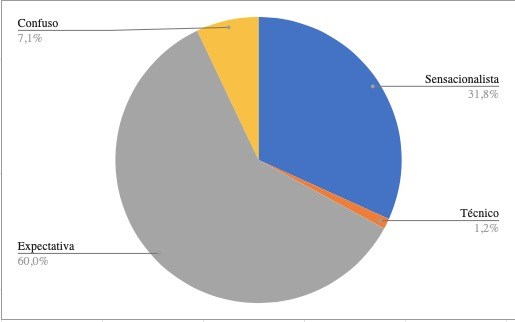 Confuso
7,1%
Sensacionalista
31,8%
Técnico
1,2%
Expectativa
60,0%